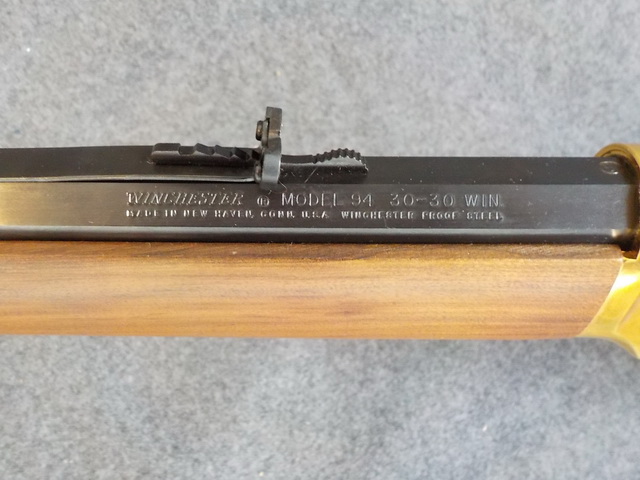 WINCHESTER ® MODEL 94 30-30 WIN.
MADE IN NEW HAVEN, CONN. U.S.A. WINCHESTER PROOF STEEL